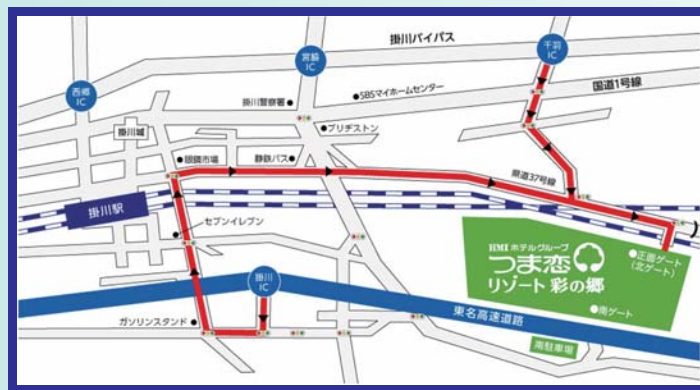 掛川バイパス
千羽
IC
宮脇
IC
西郷
IC
国道1号線
●SBSマイホームセンター
掛川警察署●
掛川城
●ブリヂストン
●眼鏡市場
静鉄バス●
県道37号線
掛川駅
セブンイレブン
HMIホテルグループ
つま恋
リゾート 彩の郷
●正面ゲート
(北ゲート)
●南ゲート
掛川
IC
東名高速道路
ガソリンスタンド
南駐車場